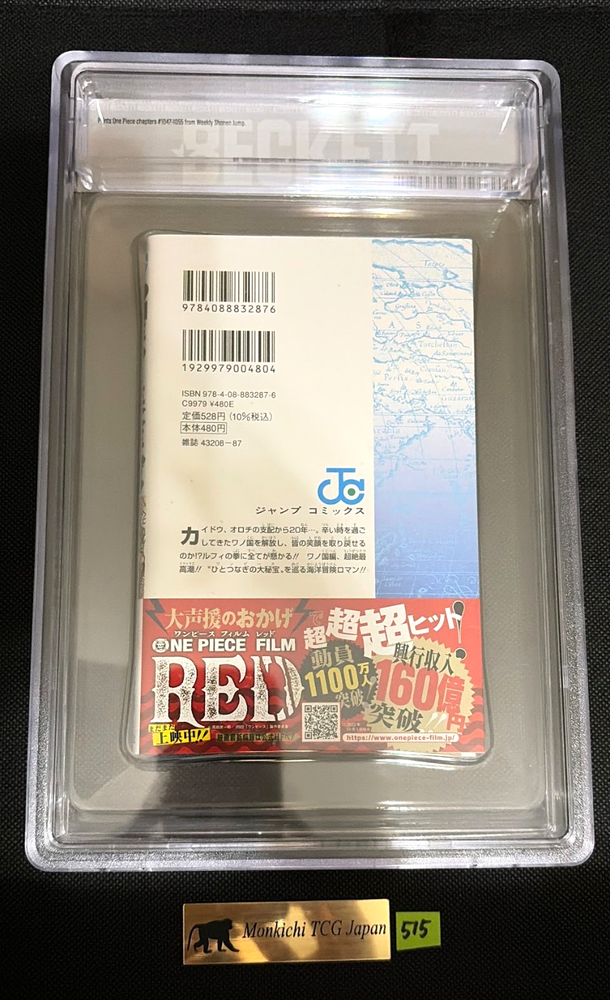 Prints One Piece chapters #1047-1055 from Weekly Shonen Jump.
BECKETT
9784088832876
1929979004804
ISBN 978-4-08-883287-6
C9979 ¥480E
定価528円(10%税込)
本体480円
雑誌 43208-87
ジャンプ コミックス
カイドウ、オロチの支配から20年…。辛い時を過ご
してきたワノ国を解放し、皆の笑顔を取り戻せる
のか!?ルフィの拳に全てが懸かる!! ワノ国編、超絶最
高潮!! “ひとつなぎの大秘宝”を巡る海洋冒険ロマン!!
大声援のおかげで
超超超ヒット!
ワンピース フィルム レッド
ONE PIECE FILM
RED
動員
1100万人
突破
興行収入
160億円
突破!!
まだまだ
上映中!!
https://www.onepiece-film.jp/
Monkichi TCG Japan
515